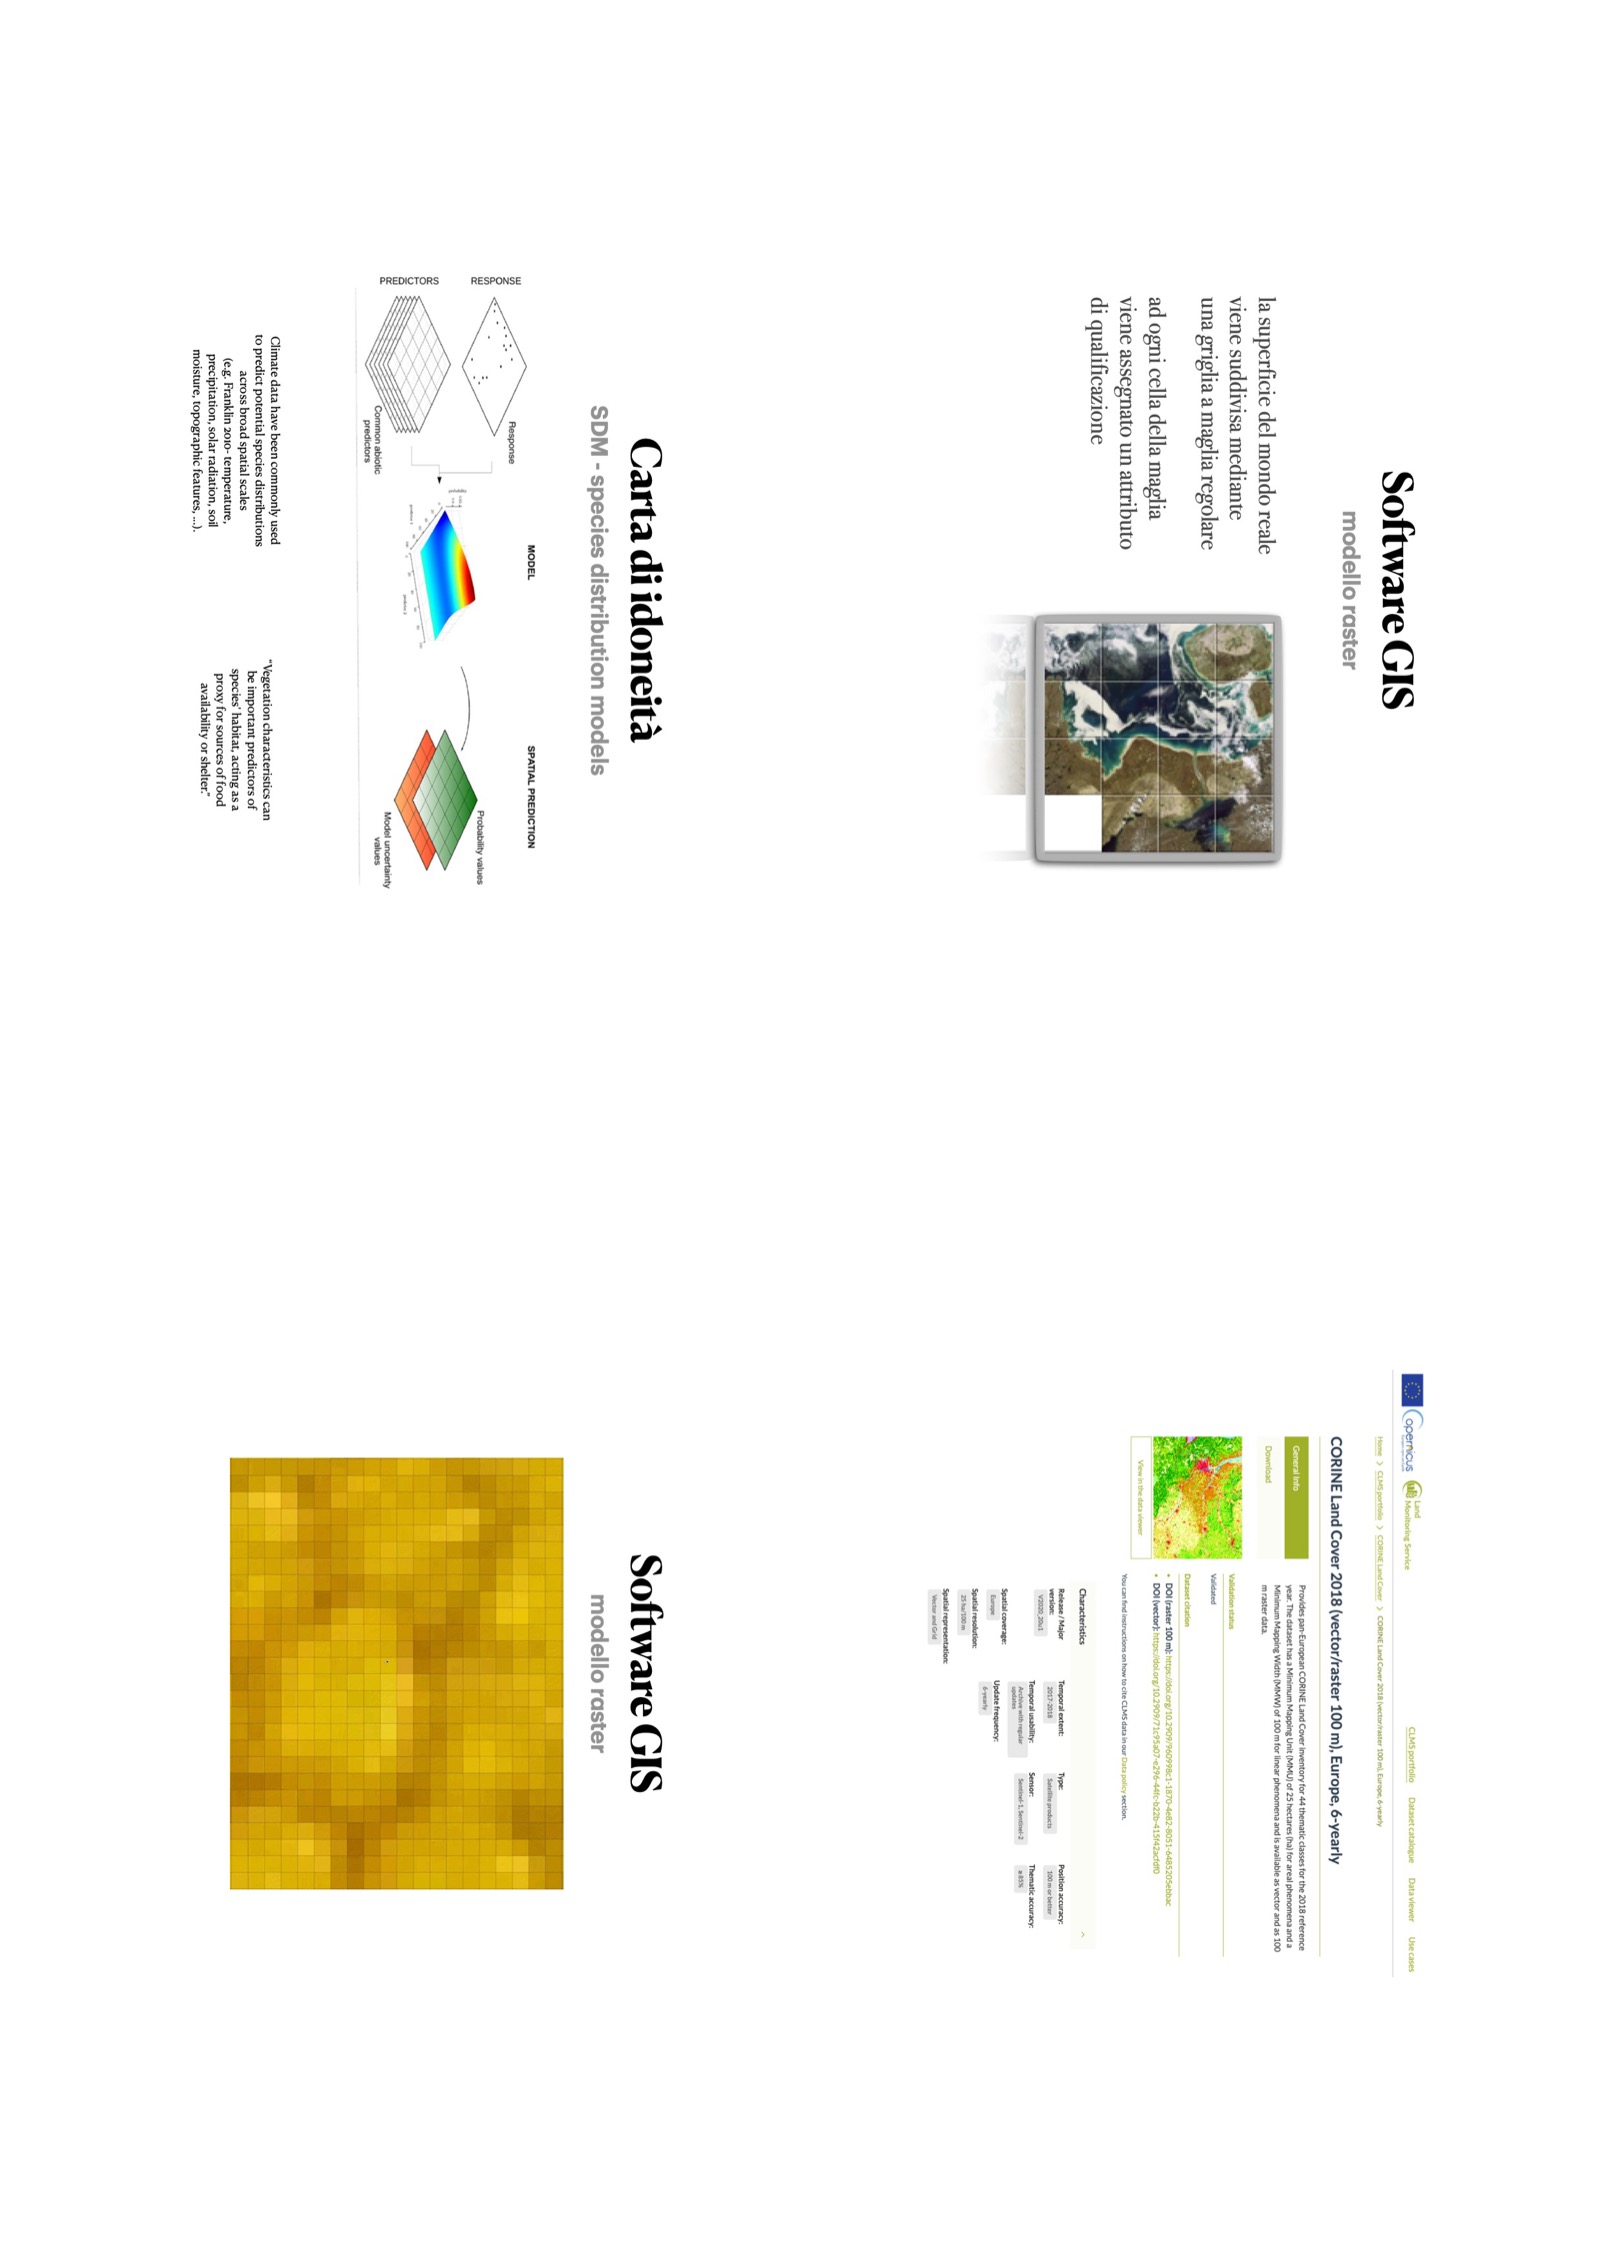 Software GIS
modello raster
la superficie del mondo reale
viene suddivisa mediante
una griglia a maglia regolare
ad ogni cella della maglia
viene assegnato un attributo
di qualificazione
opernicus
Land
Monitoring Service
CLMS portfolio Dataset catalogue Data viewer Use cases
Home > CLMS portfolio > CORINE Land Cover > CORINE Land Cover 2018 (vector/raster 100 m), Europe, 6-yearly
CORINE Land Cover 2018 (vector/raster 100 m), Europe, 6-yearly
General Info
Download
View in the data viewer
Provides pan-European CORINE Land Cover inventory for 44 thematic classes for the 2018 reference
year. The dataset has a Minimum Mapping Unit (MMU) of 25 hectares (ha) for areal phenomena and a
Minimum Mapping Width (MMW) of 100 m for linear phenomena and is available as vector and as 100
m raster data.
Validation status
Validated
Dataset citation
• DOI (raster 100 m): https://doi.org/10.2909/960998c1-1870-4e82-8051-6485205ebbac
• DOI (vector): https://doi.org/10.2909/71c95a07-e296-44fc-b22b-415f42acfdf0
You can find instructions on how to cite CLMS data in our Data policy section.
Characteristics
Release / Major
version:
V2020_20u1
Spatial coverage:
Europe
Spatial resolution:
25 ha/100 m
Spatial representation:
Vector and Grid
Temporal extent:
2017-2018
Temporal usability:
Archive with regular
updates
Update frequency:
6-yearly
Type:
Satellite products
Sensor:
Sentinel-1, Sentinel-2
Position accuracy:
100 m or better
Thematic accuracy:
≥ 85%
Carta di idoneità
SDM - species distribution models
RESPONSE
Response
PREDICTORS
Common abiotic
predictors
MODEL
probability
predictor 1
predictor 2
SPATIAL PREDICTION
Probability values
Model uncertainty
values
Climate data have been commonly used
to predict potential species distributions
across broad spatial scales
(e.g. Franklin 2010- temperature,
precipitation, solar radiation, soil
moisture, topographic features, ...).
“Vegetation characteristics can
be important predictors of
species’ habitat, acting as a
proxy for sources of food
availability or shelter.”
Software GIS
modello raster